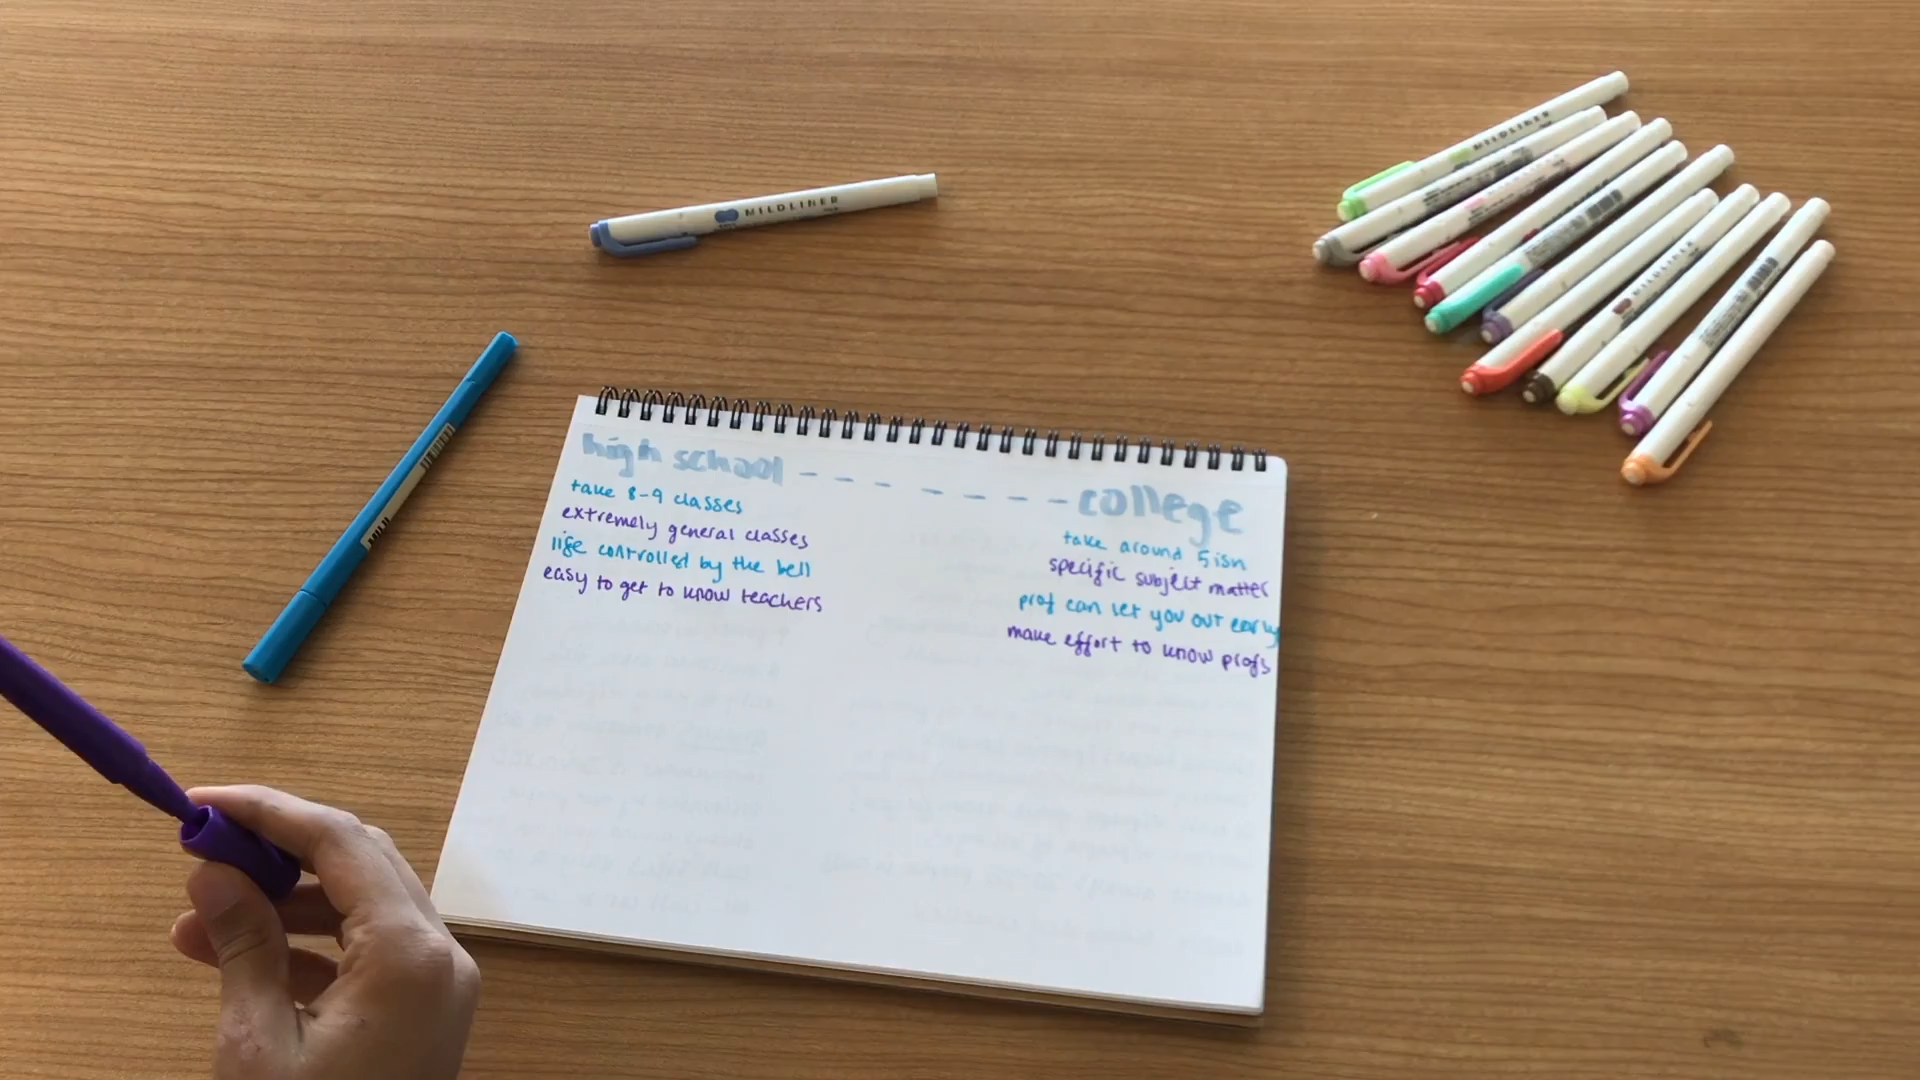 high school - - - - - - - college
take 8-9 classes
extremely general classes
life controlled by the bell
easy to get to know teachers
take around 5ish
specific subject matter
prof can let you out early
make effort to know profs
MILDLINER
MILDLINER
MILDLINER